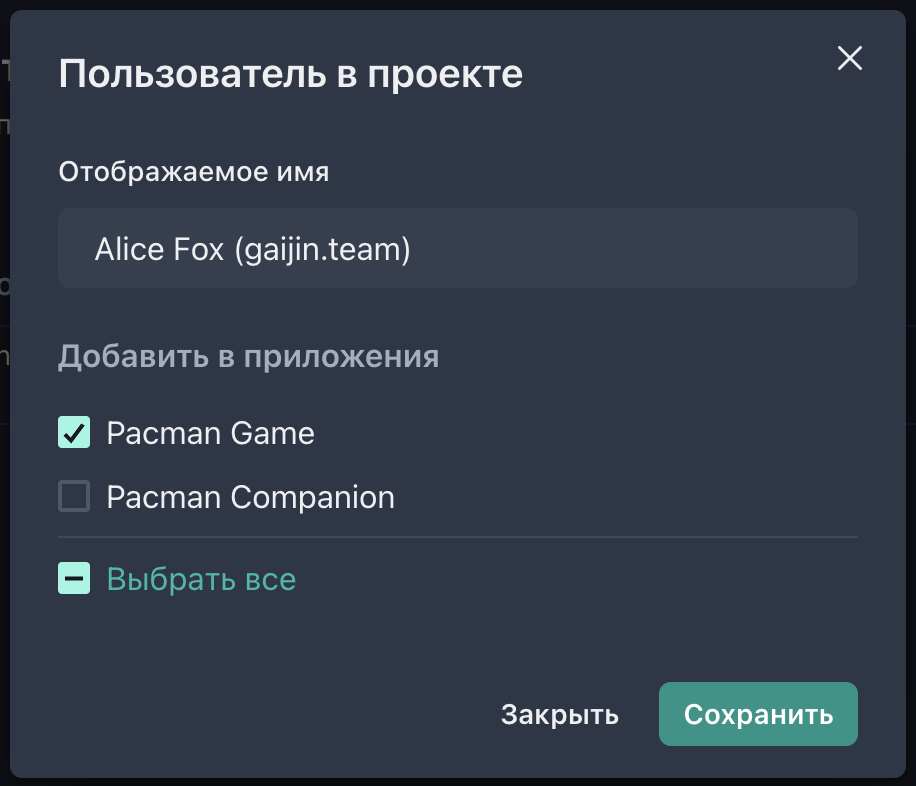 Пользователь в проекте
Отображаемое имя
Alice Fox (gaijin.team)
Добавить в приложения
Pacman Game
Pacman Companion
Выбрать все
Закрыть
Сохранить